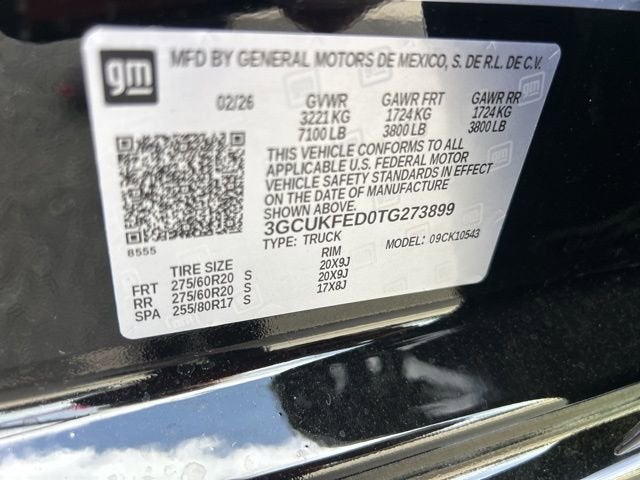 gm
MFD BY GENERAL MOTORS DE MEXICO, S. DE R.L. DE C.V.
02/26 GVWR GAWR FRT GAWR RR
3221 KG 1724 KG 1724 KG
7100 LB 3800 LB 3800 LB
THIS VEHICLE CONFORMS TO ALL
APPLICABLE U.S. FEDERAL MOTOR
VEHICLE SAFETY STANDARDS IN EFFECT
ON THE DATE OF MANUFACTURE
SHOWN ABOVE.
3GCUKFED0TG273899
8555 TYPE: TRUCK MODEL: 09CK10543
TIRE SIZE RIM
FRT 275/60R20 S 20X9J
RR 275/60R20 S 20X9J
SPA 255/80R17 S 17X8J